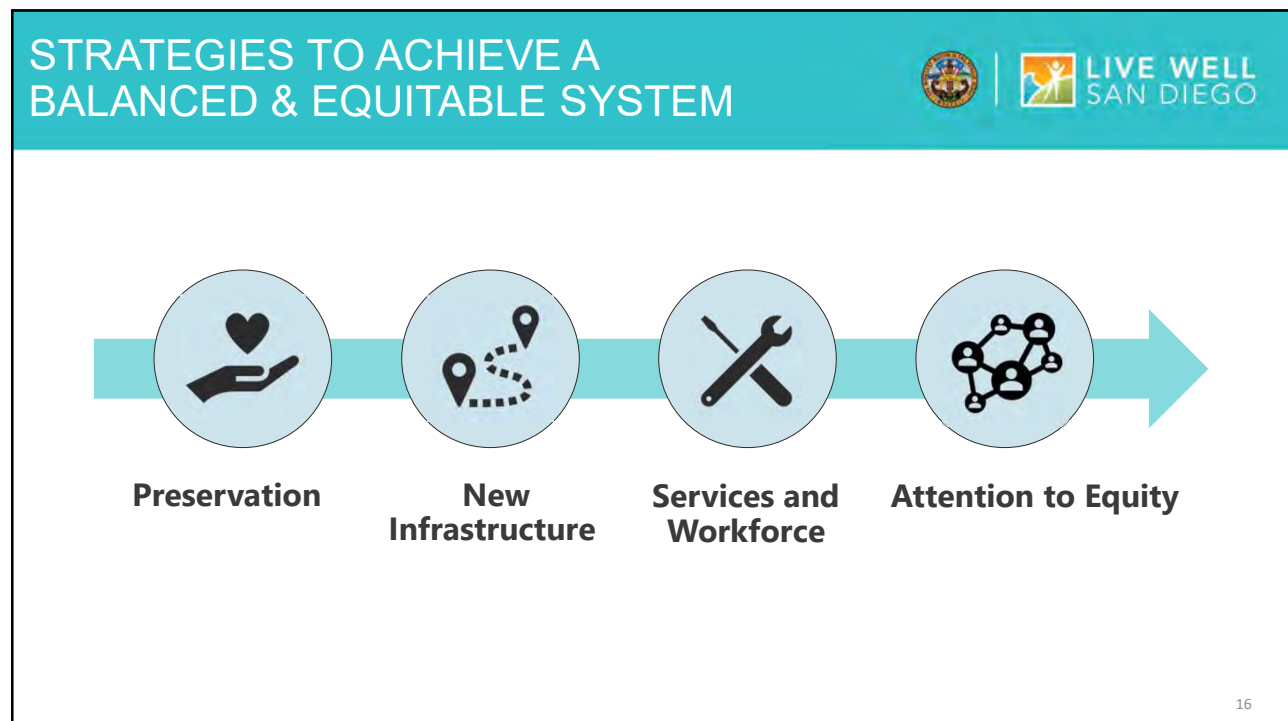 STRATEGIES TO ACHIEVE A
BALANCED & EQUITABLE SYSTEM
LIVE WELL
SAN DIEGO
Preservation
New
Infrastructure
Services and
Workforce
Attention to Equity
16